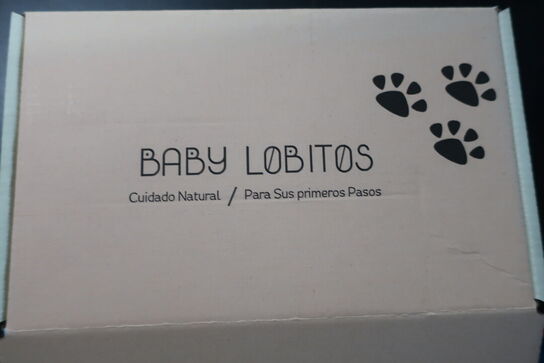 BABY LOBITOS
Cuidado Natural / Para Sus primeros Pasos